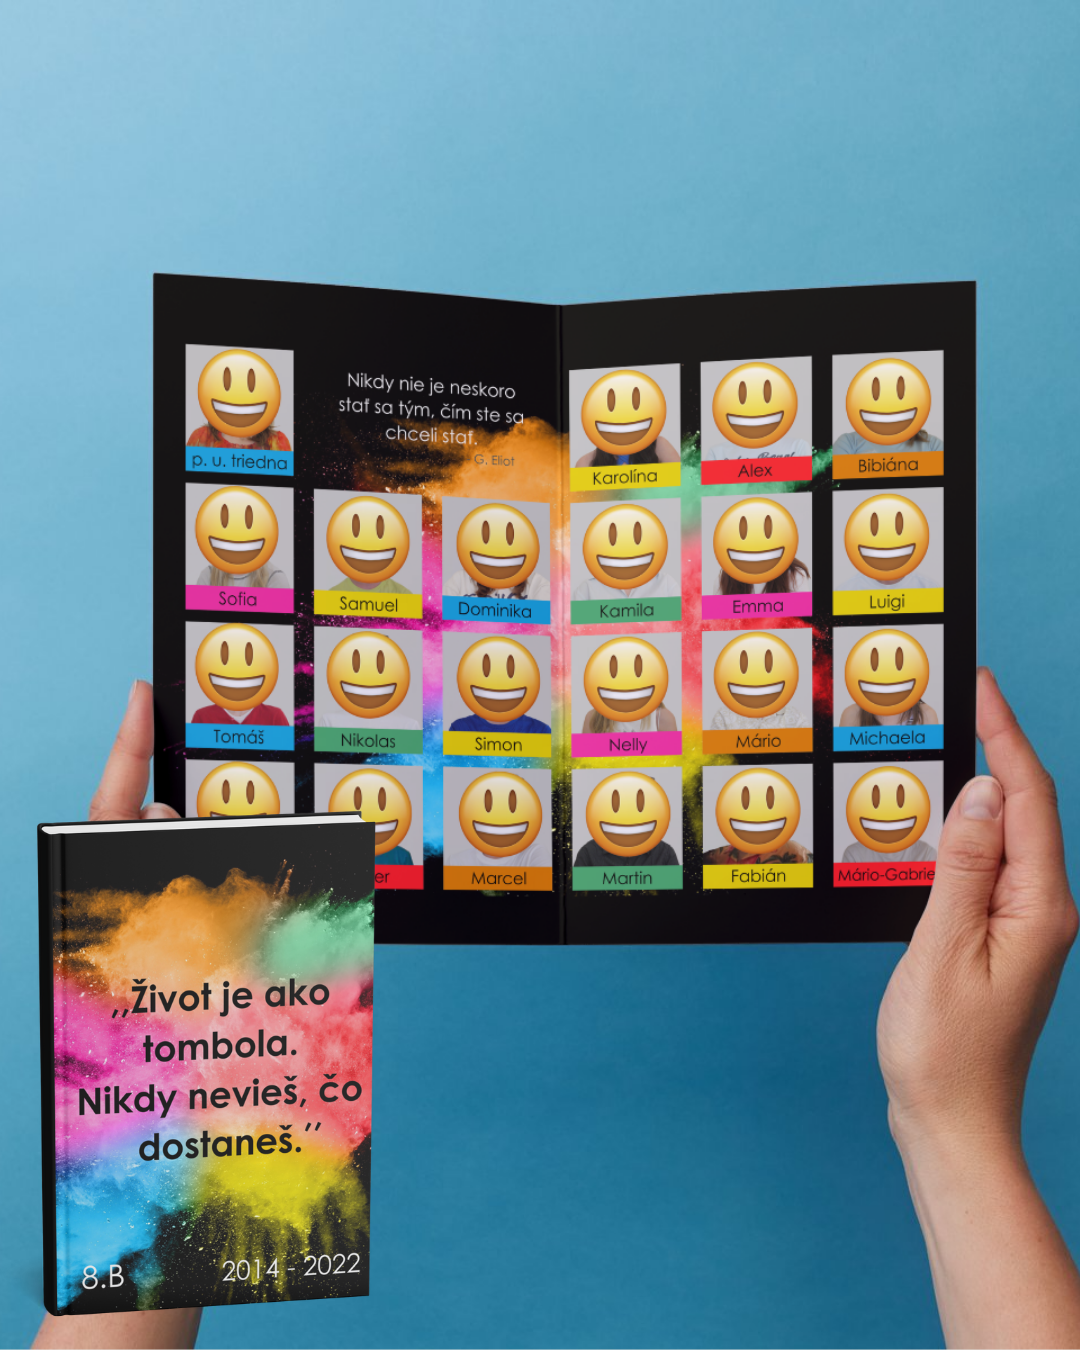 Nikdy nie je neskoro
stať sa tým, čím ste sa
chceli stať.
G. Eliot
p. u. triedna
Karolína
Alex
Bibiána
Sofia
Samuel
Dominika
Kamila
Emma
Luigi
Tomáš
Nikolas
Simon
Nelly
Mário
Michaela
Marcel
Martin
Fabián
Mário-Gabrie
,,Život je ako
tombola.
Nikdy nevieš, čo
dostaneš.´´
8.B
2014 - 2022